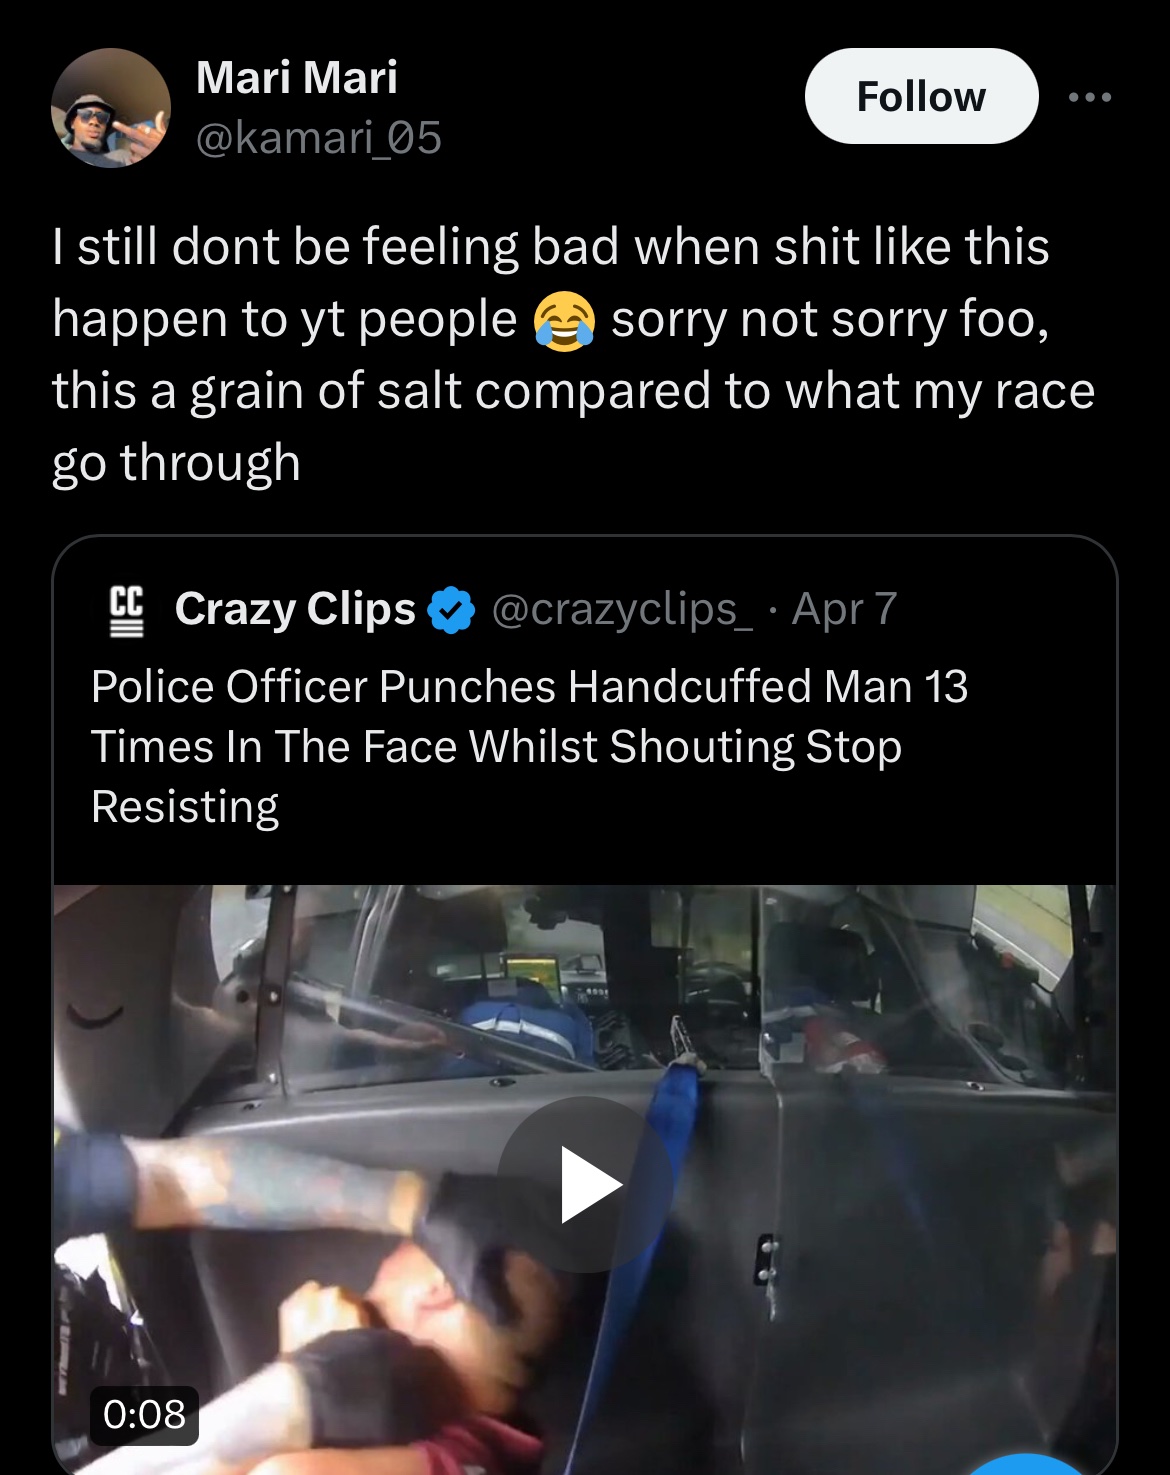 Mari Mari
@kamari_05
Follow
I still dont be feeling bad when shit like this
happen to yt people 😂 sorry not sorry foo,
this a grain of salt compared to what my race
go through
CC
Crazy Clips @crazyclips_ · Apr 7
Police Officer Punches Handcuffed Man 13
Times In The Face Whilst Shouting Stop
Resisting
0:08